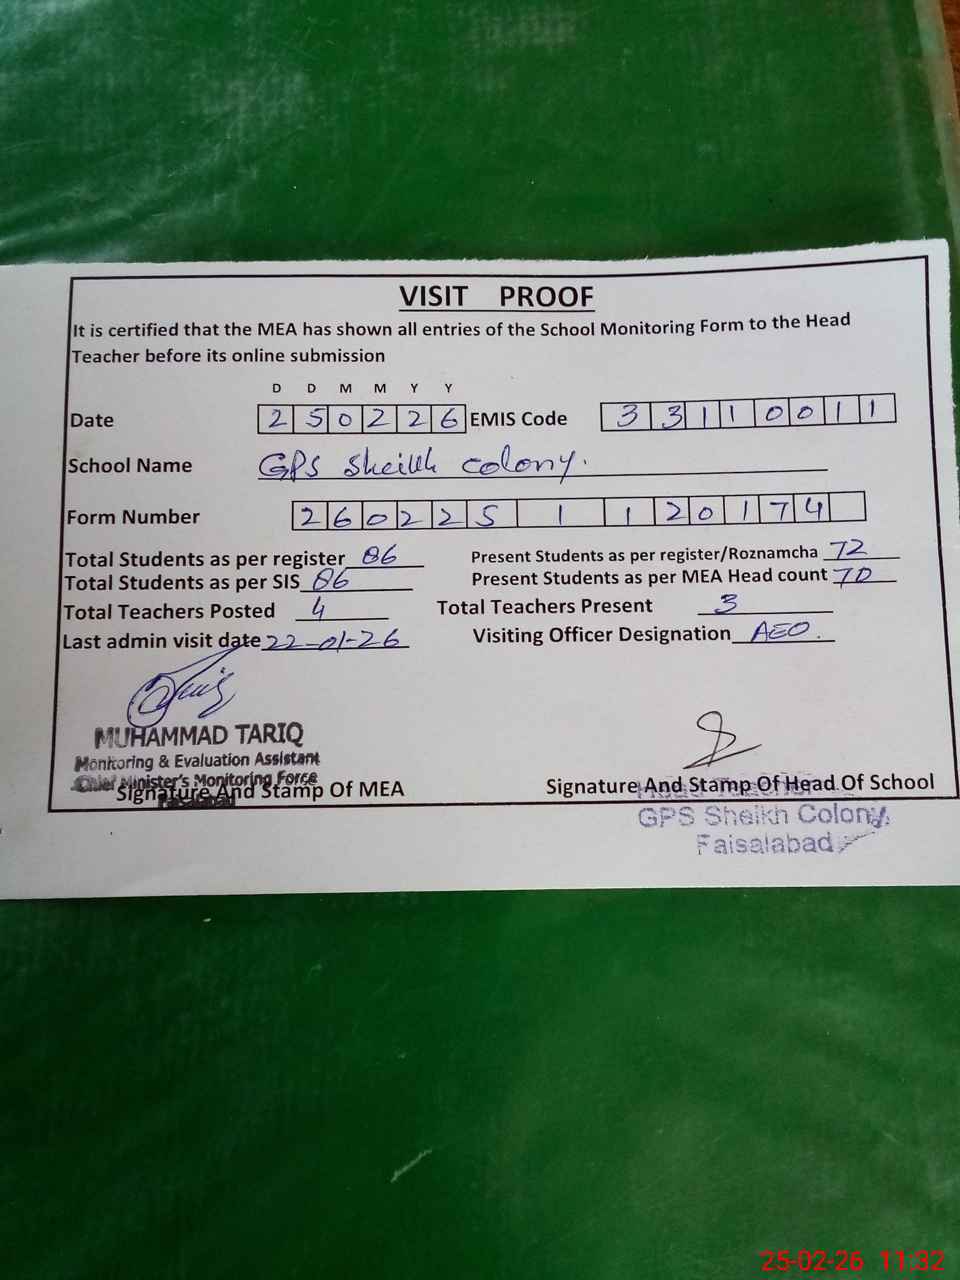 VISIT PROOF
It is certified that the MEA has shown all entries of the School Monitoring Form to the Head
Teacher before its online submission
D D M M Y Y
Date 2 5 0 2 2 6 EMIS Code 3 3 1 1 0 0 1 1
School Name GPS Sheikh Colony.
Form Number 2 6 0 2 2 5 1 1 2 0 1 7 4
Total Students as per register 86 Present Students as per register/Roznamcha 72
Total Students as per SIS 86 Present Students as per MEA Head count 70
Total Teachers Posted 4 Total Teachers Present 3
Last admin visit date 22-01-26 Visiting Officer Designation AEO.
MUHAMMAD TARIQ
Monitoring & Evaluation Assistant
Chief Minister's Monitoring Force
Faisalabad
Signature And Stamp Of MEA Signature And Stamp Of Head Of School
GPS Sheikh Colony,
Faisalabad
25-02-26 11:32